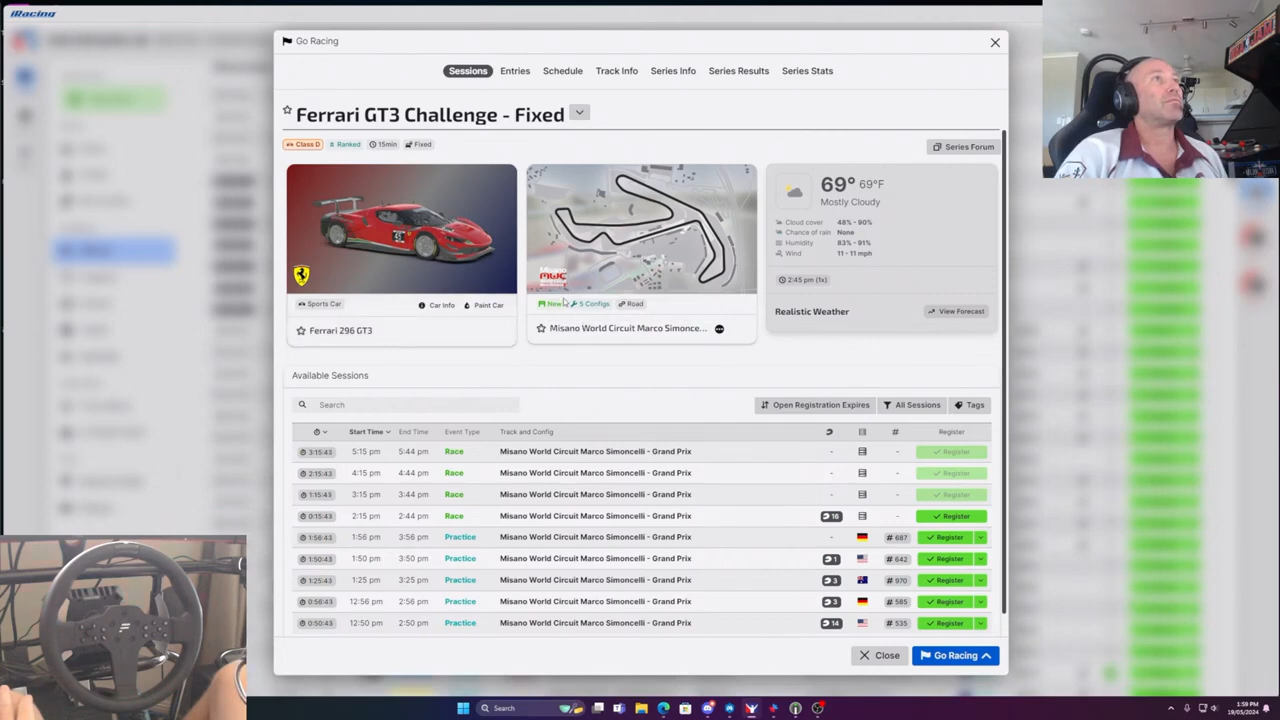 iRacing
Go Racing
Sessions Entries Schedule Track Info Series Info Series Results Series Stats
Ferrari GT3 Challenge - Fixed
Class D Ranked 15min Fixed
Series Forum
45
Misano
MWC
69° 69°F
Mostly Cloudy
Cloud cover 48% - 90%
Chance of rain None
Humidity 83% - 91%
Wind 11 - 11 mph
2:45 pm (1x)
Realistic Weather View Forecast
Sports Car Car Info Paint Car
Ferrari 296 GT3
New 5 Configs Road
Misano World Circuit Marco Simonce...
Available Sessions
Search
Open Registration Expires All Sessions Tags
Start Time End Time Event Type Track and Config # Register
3:15:43 5:15 pm 5:44 pm Race Misano World Circuit Marco Simoncelli - Grand Prix - - Register
2:15:43 4:15 pm 4:44 pm Race Misano World Circuit Marco Simoncelli - Grand Prix - - Register
1:15:43 3:15 pm 3:44 pm Race Misano World Circuit Marco Simoncelli - Grand Prix - - Register
0:15:43 2:15 pm 2:44 pm Race Misano World Circuit Marco Simoncelli - Grand Prix 16 - Register
1:56:43 1:56 pm 3:56 pm Practice Misano World Circuit Marco Simoncelli - Grand Prix - # 687 Register
1:50:43 1:50 pm 3:50 pm Practice Misano World Circuit Marco Simoncelli - Grand Prix 1 # 642 Register
1:25:43 1:25 pm 3:25 pm Practice Misano World Circuit Marco Simoncelli - Grand Prix 3 # 970 Register
0:56:43 12:56 pm 2:56 pm Practice Misano World Circuit Marco Simoncelli - Grand Prix 3 # 585 Register
0:50:43 12:50 pm 2:50 pm Practice Misano World Circuit Marco Simoncelli - Grand Prix 14 # 535 Register
Close Go Racing
Search
1:59 PM
19/05/2024